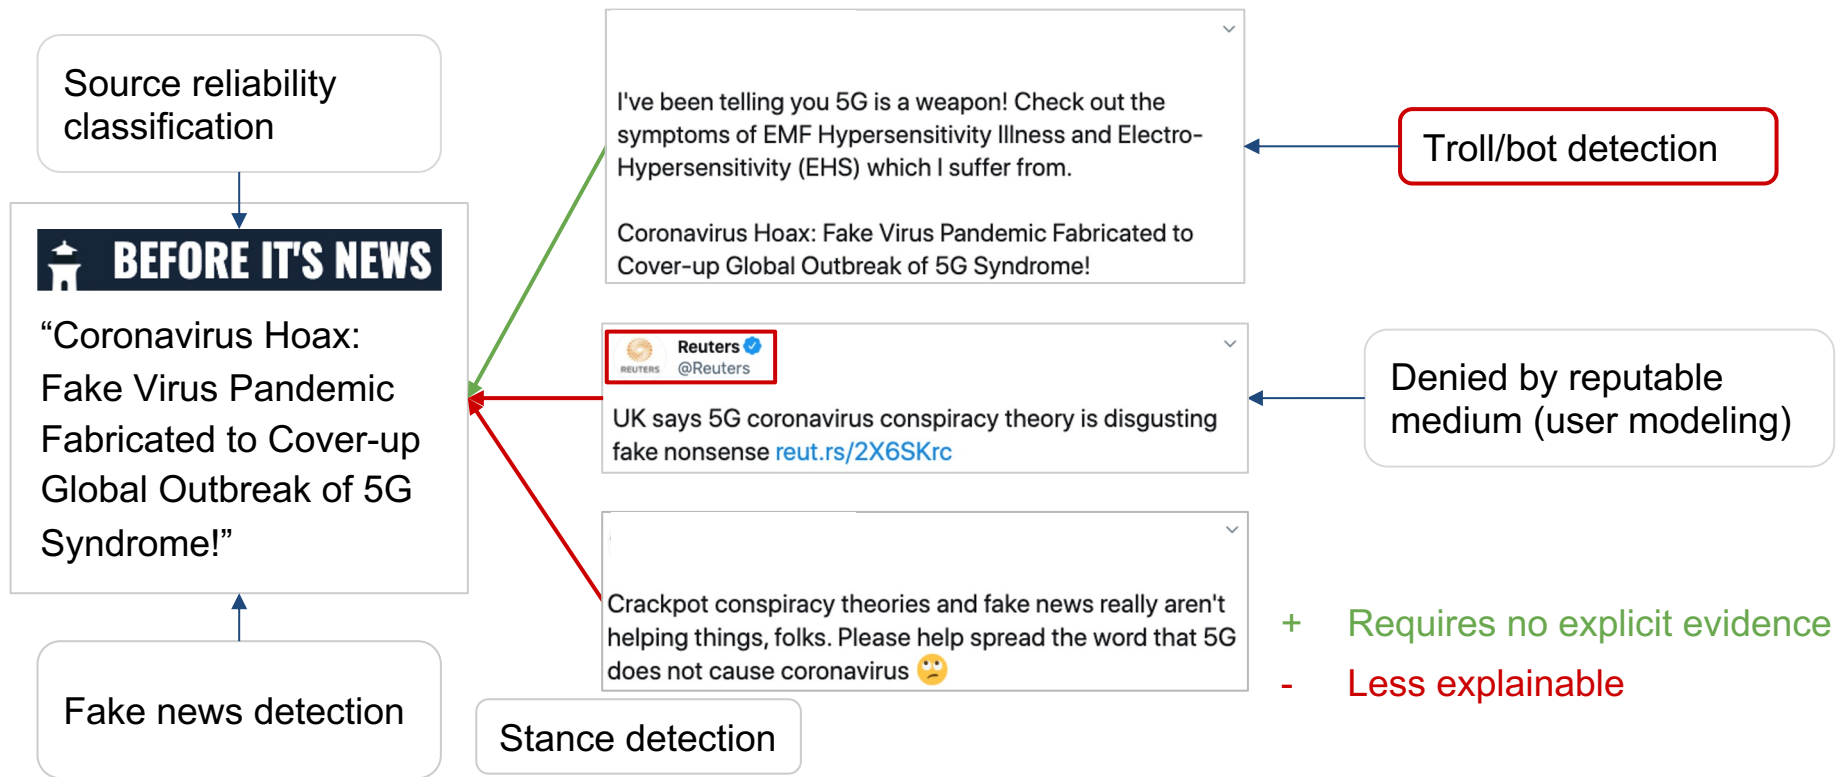 Source reliability
classification
BEFORE IT'S NEWS
“Coronavirus Hoax:
Fake Virus Pandemic
Fabricated to Cover-up
Global Outbreak of 5G
Syndrome!”
Fake news detection
I've been telling you 5G is a weapon! Check out the
symptoms of EMF Hypersensitivity Illness and Electro-
Hypersensitivity (EHS) which I suffer from.
Coronavirus Hoax: Fake Virus Pandemic Fabricated to
Cover-up Global Outbreak of 5G Syndrome!
Troll/bot detection
REUTERS
Reuters
@Reuters
UK says 5G coronavirus conspiracy theory is disgusting
fake nonsense reut.rs/2X6SKrc
Denied by reputable
medium (user modeling)
Crackpot conspiracy theories and fake news really aren't
helping things, folks. Please help spread the word that 5G
does not cause coronavirus 🙄
Stance detection
+ Requires no explicit evidence
- Less explainable